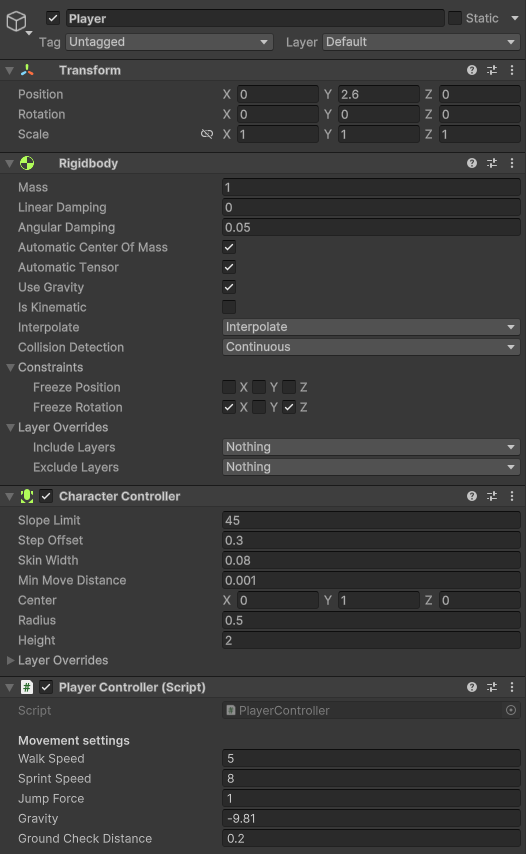 Player Static
Tag Untagged Layer Default
Transform
Position X 0 Y 2.6 Z 0
Rotation X 0 Y 0 Z 0
Scale X 1 Y 1 Z 1
Rigidbody
Mass 1
Linear Damping 0
Angular Damping 0.05
Automatic Center Of Mass
Automatic Tensor
Use Gravity
Is Kinematic
Interpolate Interpolate
Collision Detection Continuous
Constraints
Freeze Position X Y Z
Freeze Rotation X Y Z
Layer Overrides
Include Layers Nothing
Exclude Layers Nothing
Character Controller
Slope Limit 45
Step Offset 0.3
Skin Width 0.08
Min Move Distance 0.001
Center X 0 Y 1 Z 0
Radius 0.5
Height 2
Layer Overrides
# Player Controller (Script)
Script PlayerController
Movement settings
Walk Speed 5
Sprint Speed 8
Jump Force 1
Gravity -9.81
Ground Check Distance 0.2